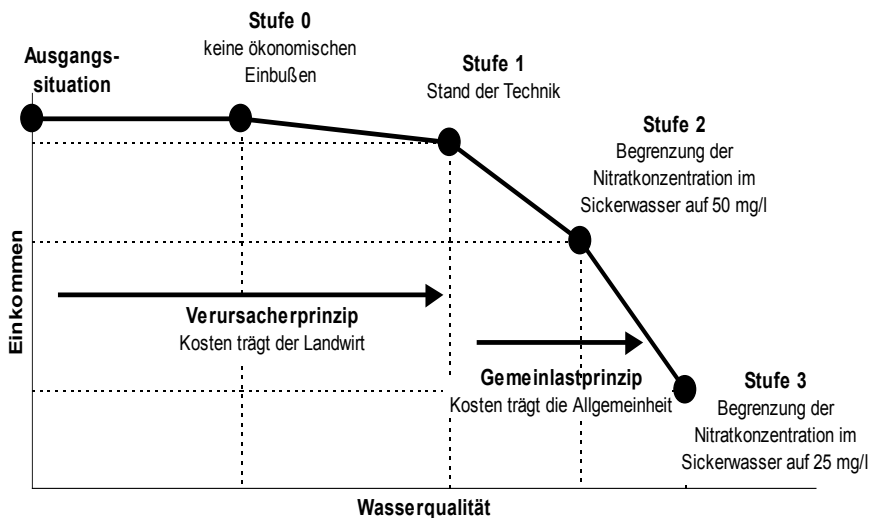 Stufe 0
keine ökonomischen
Einbußen
Ausgangs-
situation
Stufe 1
Stand der Technik
Stufe 2
Begrenzung der
Nitratkonzentration im
Sickerwasser auf 50 mg/l
Einkommen
Verursacherprinzip
Kosten trägt der Landwirt
Gemeinlastprinzip
Kosten trägt die Allgemeinheit
Stufe 3
Begrenzung der
Nitratkonzentration im
Sickerwasser auf 25 mg/l
Wasserqualität